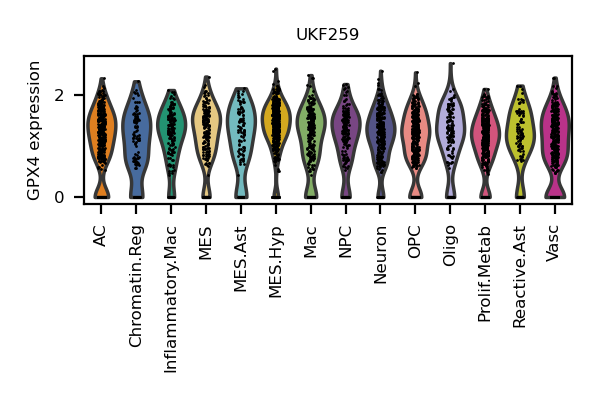 UKF259
GPX4 expression
2
0
AC
Chromatin.Reg
Inflammatory.Mac
MES
MES.Ast
MES.Hyp
Mac
NPC
Neuron
OPC
Oligo
Prolif.Metab
Reactive.Ast
Vasc